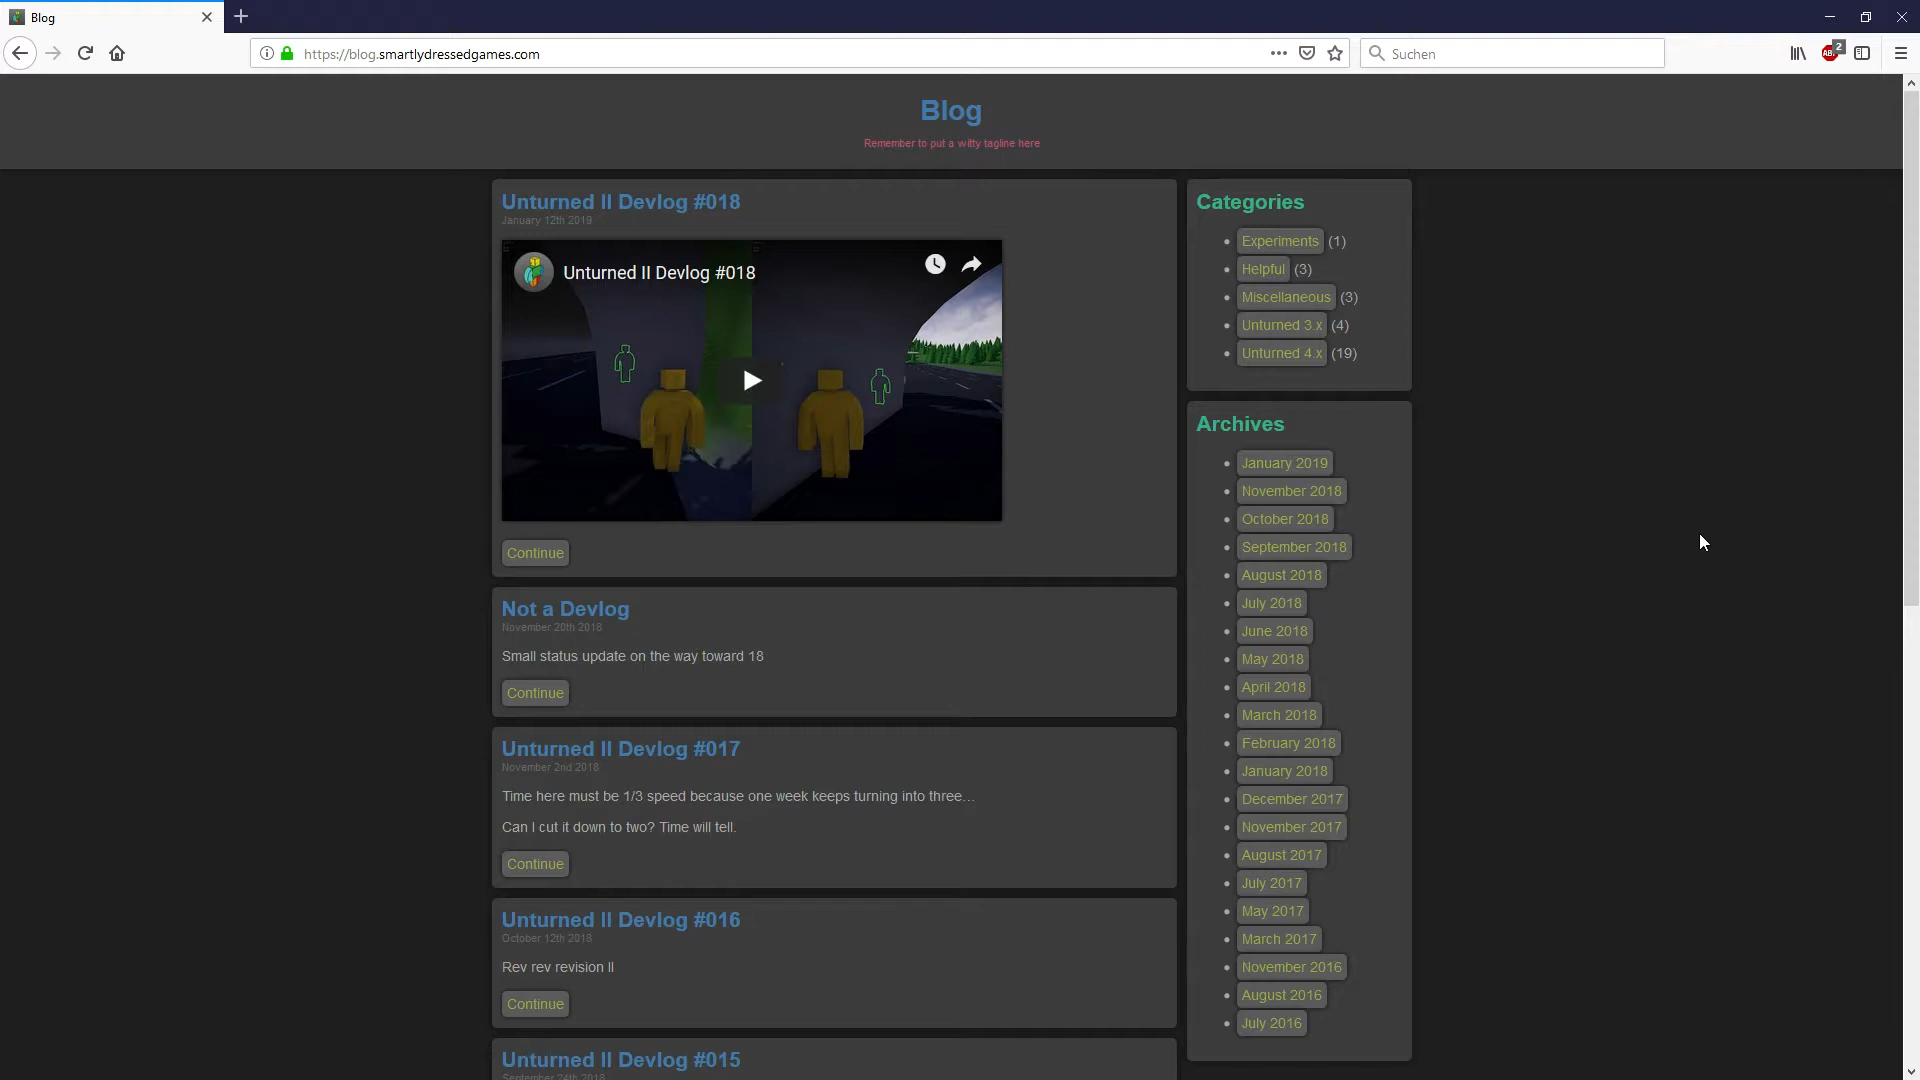 Blog
https://blog.smartlydressedgames.com
Suchen
2
Blog
Remember to put a witty tagline here
Unturned II Devlog #018
January 12th 2019
Unturned II Devlog #018
Continue
Not a Devlog
November 20th 2018
Small status update on the way toward 18
Continue
Unturned II Devlog #017
November 2nd 2018
Time here must be 1/3 speed because one week keeps turning into three…
Can I cut it down to two? Time will tell.
Continue
Unturned II Devlog #016
October 12th 2018
Rev rev revision II
Continue
Unturned II Devlog #015
September 24th 2018
Categories
Experiments (1)
Helpful (3)
Miscellaneous (3)
Unturned 3.x (4)
Unturned 4.x (19)
Archives
January 2019
November 2018
October 2018
September 2018
August 2018
July 2018
June 2018
May 2018
April 2018
March 2018
February 2018
January 2018
December 2017
November 2017
August 2017
July 2017
May 2017
March 2017
November 2016
August 2016
July 2016